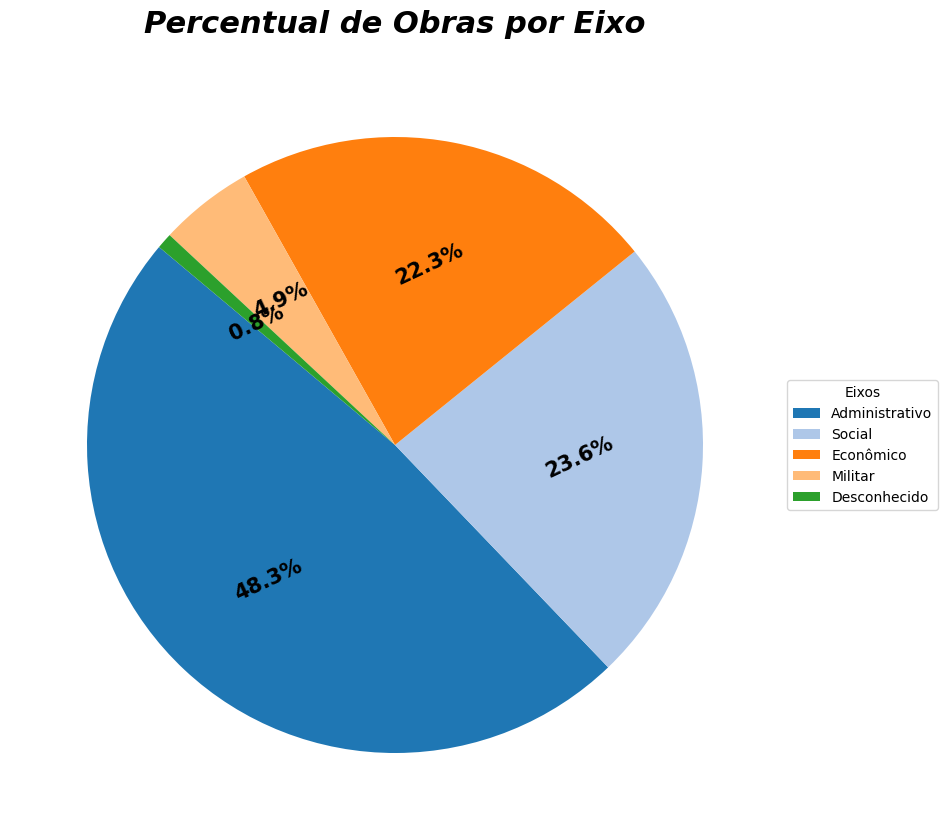 Percentual de Obras por Eixo
22.3%
4.9%
0.8%
23.6%
48.3%
Eixos
Administrativo
Social
Econômico
Militar
Desconhecido